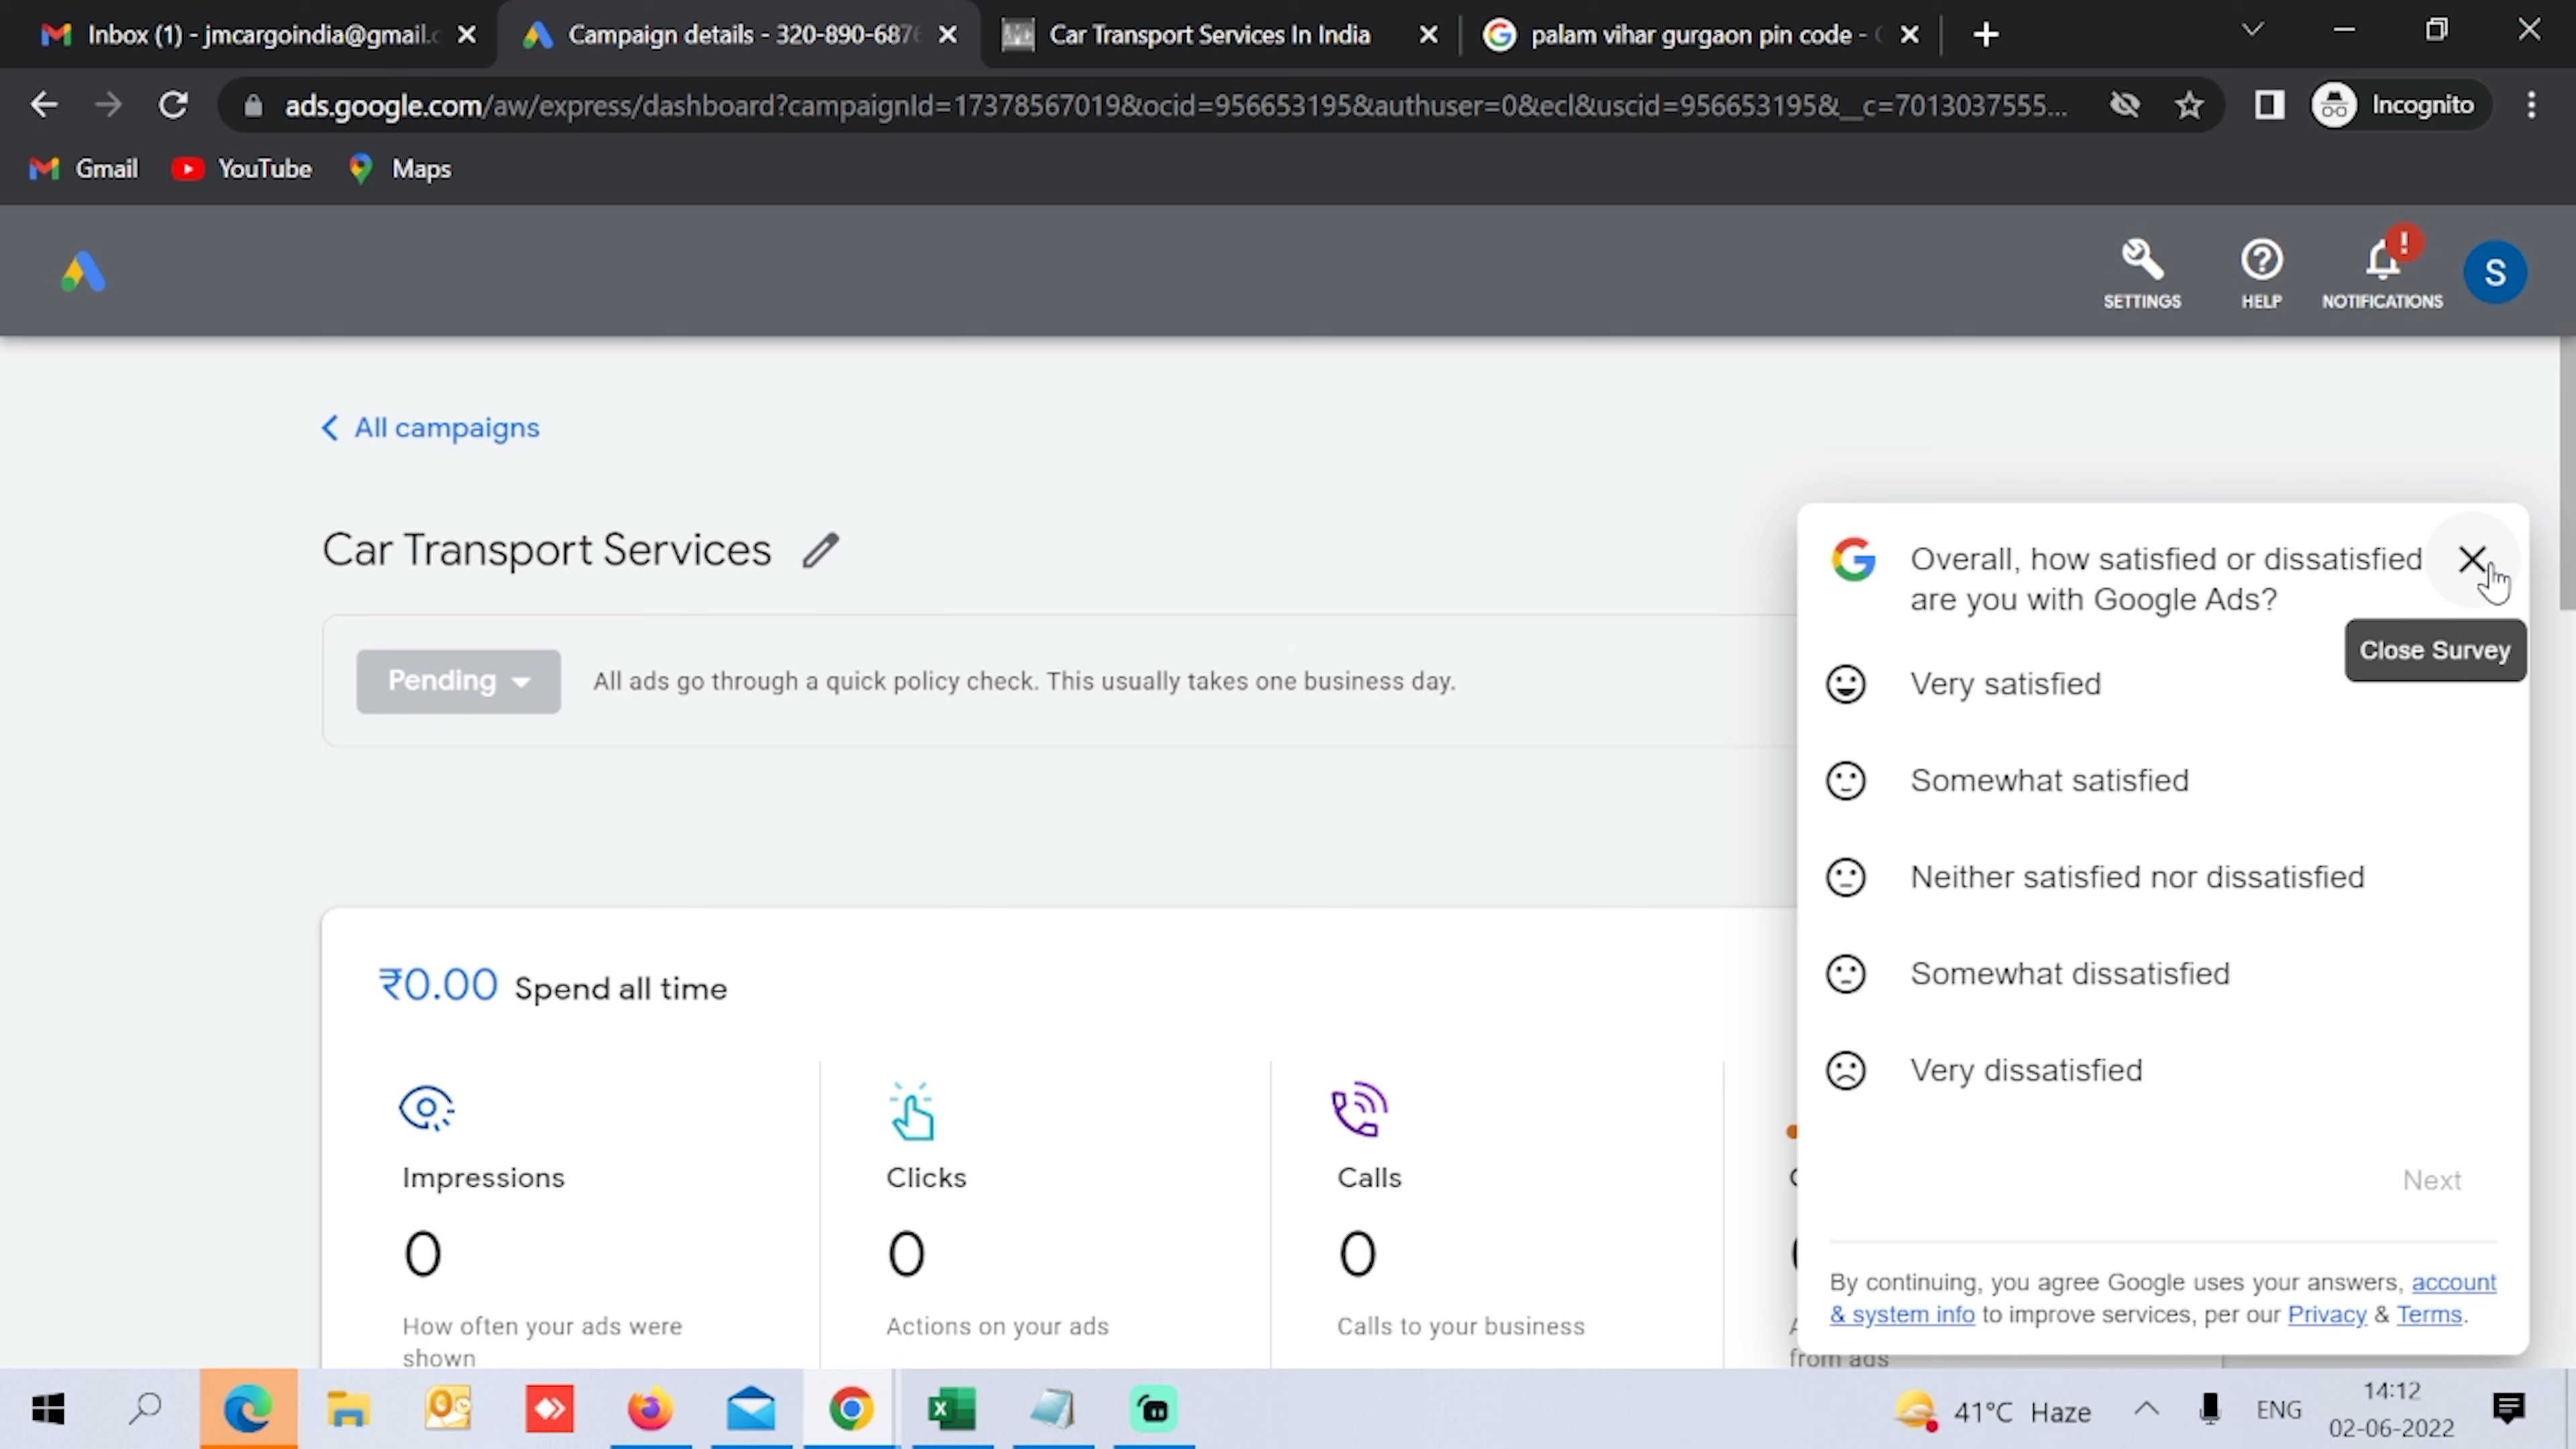 Inbox (1) - jmcargoindia@gmail.c
Campaign details - 320-890-6876
Car Transport Services In India
palam vihar gurgaon pin code -
ads.google.com/aw/express/dashboard?campaignId=17378567019&ocid=956653195&authuser=0&ecl&uscid=956653195&__c=7013037555...
Incognito
Gmail
YouTube
Maps
SETTINGS
HELP
!
NOTIFICATIONS
S
All campaigns
Car Transport Services
Pending
All ads go through a quick policy check. This usually takes one business day.
₹0.00 Spend all time
Impressions
0
How often your ads were
shown
Clicks
0
Actions on your ads
Calls
0
Calls to your business
from ads
Overall, how satisfied or dissatisfied
are you with Google Ads?
Close Survey
Very satisfied
Somewhat satisfied
Neither satisfied nor dissatisfied
Somewhat dissatisfied
Very dissatisfied
Next
By continuing, you agree Google uses your answers, account
& system info to improve services, per our Privacy & Terms.
41°C Haze
ENG
14:12
02-06-2022